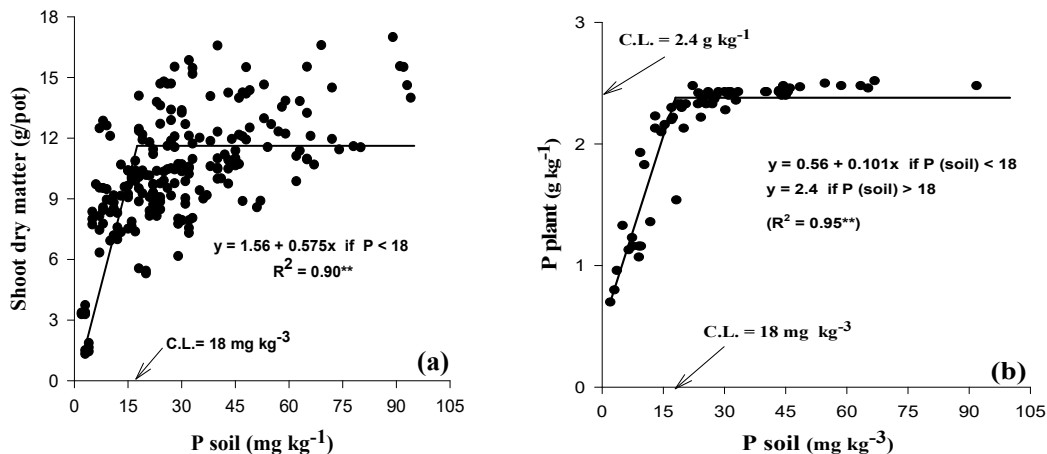 18
15
12
9
6
3
0
Shoot dry matter (g/pot)
y = 1.56 + 0.575x if P < 18
R² = 0.90**
C.L.= 18 mg kg⁻³
(a)
0 15 30 45 60 75 90 105
P soil (mg kg⁻¹)
3
2
1
0
P plant (g kg⁻¹)
C.L. = 2.4 g kg⁻¹
y = 0.56 + 0.101x if P (soil) < 18
y = 2.4 if P (soil) > 18
(R² = 0.95**)
C.L. = 18 mg kg⁻³
(b)
0 15 30 45 60 75 90 105
P soil (mg kg⁻³)